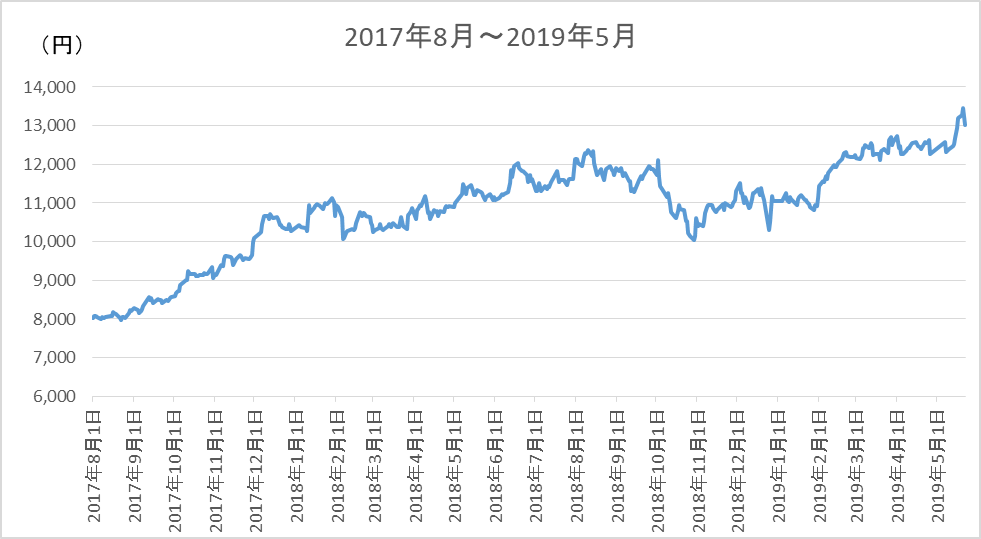 2017年8月～2019年5月
（円）
14,000
13,000
12,000
11,000
10,000
9,000
8,000
7,000
6,000
2017年8月1日
2017年9月1日
2017年10月1日
2017年11月1日
2017年12月1日
2018年1月1日
2018年2月1日
2018年3月1日
2018年4月1日
2018年5月1日
2018年6月1日
2018年7月1日
2018年8月1日
2018年9月1日
2018年10月1日
2018年11月1日
2018年12月1日
2019年1月1日
2019年2月1日
2019年3月1日
2019年4月1日
2019年5月1日